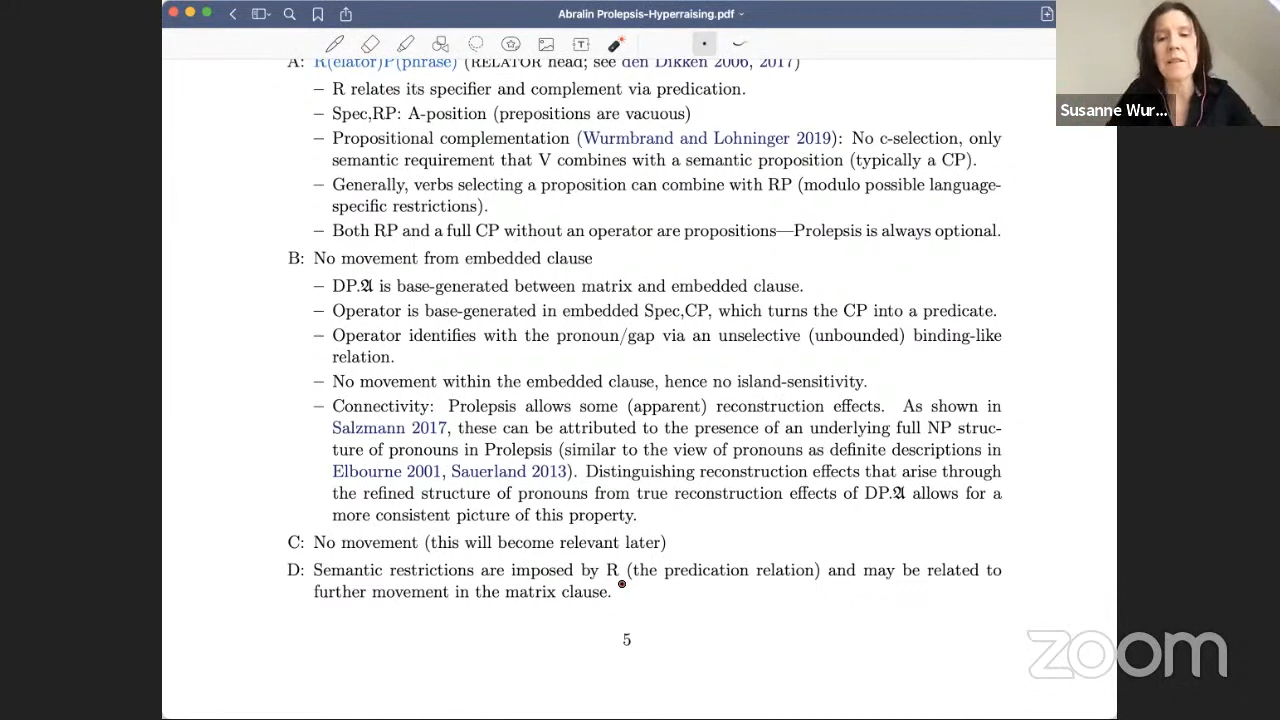 Abralin Prolepsis-Hyperraising.pdf
A: R(elator)P(phrase) (RELATOR head; see den Dikken 2006, 2017)
– R relates its specifier and complement via predication.
– Spec,RP: A-position (prepositions are vacuous)
– Propositional complementation (Wurmbrand and Lohninger 2019): No c-selection, only
semantic requirement that V combines with a semantic proposition (typically a CP).
– Generally, verbs selecting a proposition can combine with RP (modulo possible language-
specific restrictions).
– Both RP and a full CP without an operator are propositions—Prolepsis is always optional.
B: No movement from embedded clause
– DP.𝕬 is base-generated between matrix and embedded clause.
– Operator is base-generated in embedded Spec,CP, which turns the CP into a predicate.
– Operator identifies with the pronoun/gap via an unselective (unbounded) binding-like
relation.
– No movement within the embedded clause, hence no island-sensitivity.
– Connectivity: Prolepsis allows some (apparent) reconstruction effects. As shown in
Salzmann 2017, these can be attributed to the presence of an underlying full NP struc-
ture of pronouns in Prolepsis (similar to the view of pronouns as definite descriptions in
Elbourne 2001, Sauerland 2013). Distinguishing reconstruction effects that arise through
the refined structure of pronouns from true reconstruction effects of DP.𝕬 allows for a
more consistent picture of this property.
C: No movement (this will become relevant later)
D: Semantic restrictions are imposed by R (the predication relation) and may be related to
further movement in the matrix clause.
5
Susanne Wur...
zoom